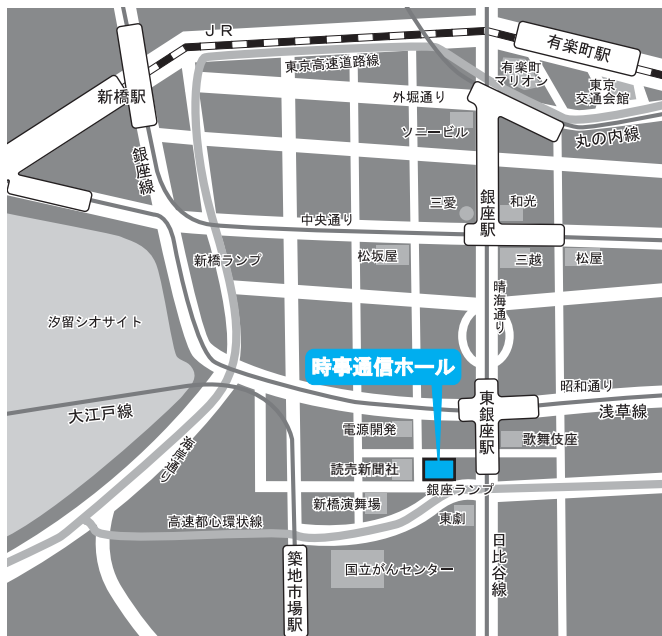 JR
有楽町駅
東京高速道路線
有楽町
マリオン
東京
交通会館
新橋駅
外堀通り
ソニービル
丸の内線
銀座線
三愛
銀座駅
和光
中央通り
新橋ランプ
松坂屋
三越
松屋
晴海通り
汐留シオサイト
時事通信ホール
昭和通り
大江戸線
東銀座駅
浅草線
電源開発
歌舞伎座
海岸通り
読売新聞社
銀座ランプ
新橋演舞場
高速都心環状線
東劇
日比谷線
築地市場駅
国立がんセンター